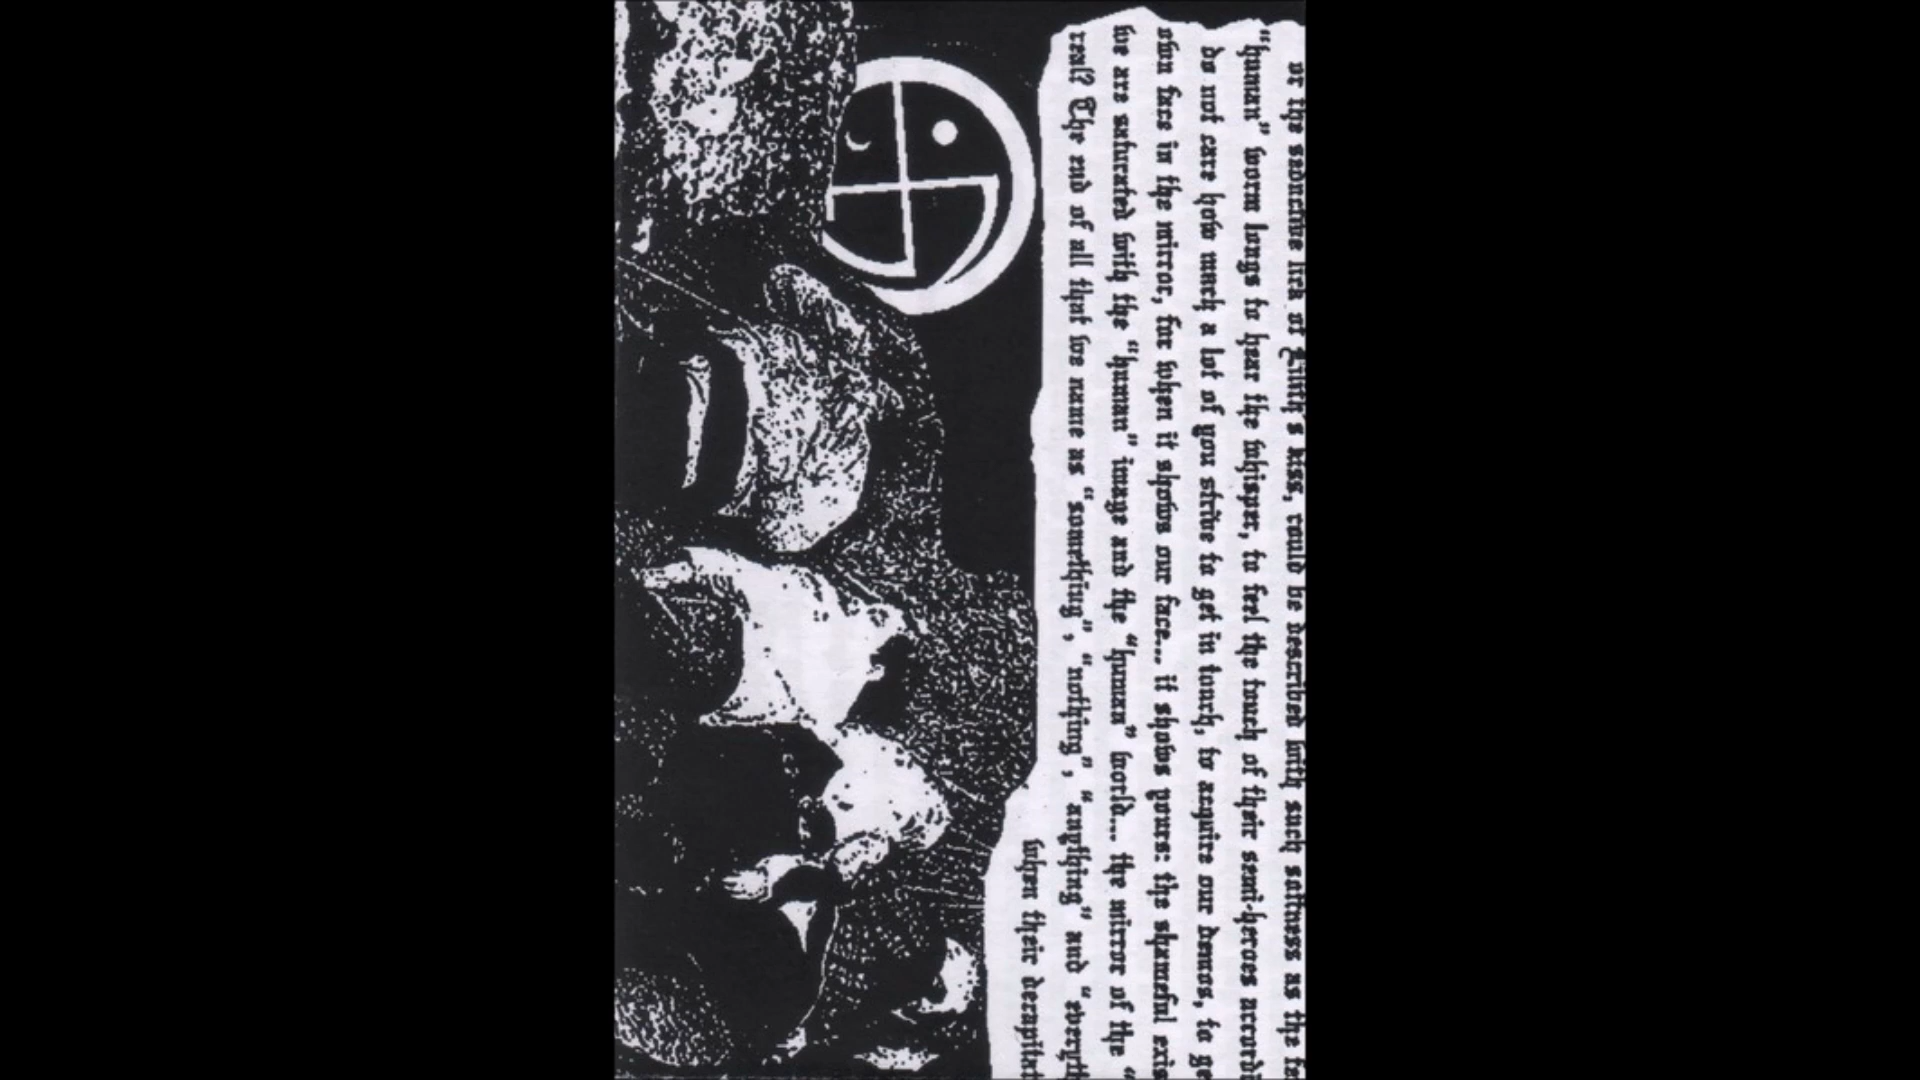 or the seductive lick of Lilith's kiss, could be described with such saltness as the
"human" worm longs to hear the whisper, to feel the touch of their semi-heroes
do not care how much a lot of you strive to get in touch, to acquire our demos, to
own face in the mirror, for when it shows our face... it shows yours: the shameful
we are saturated with the "human" image and the "human" world... the mirror of the "
real? The end of all that we name as "something", "nothing", "anything" and
when their